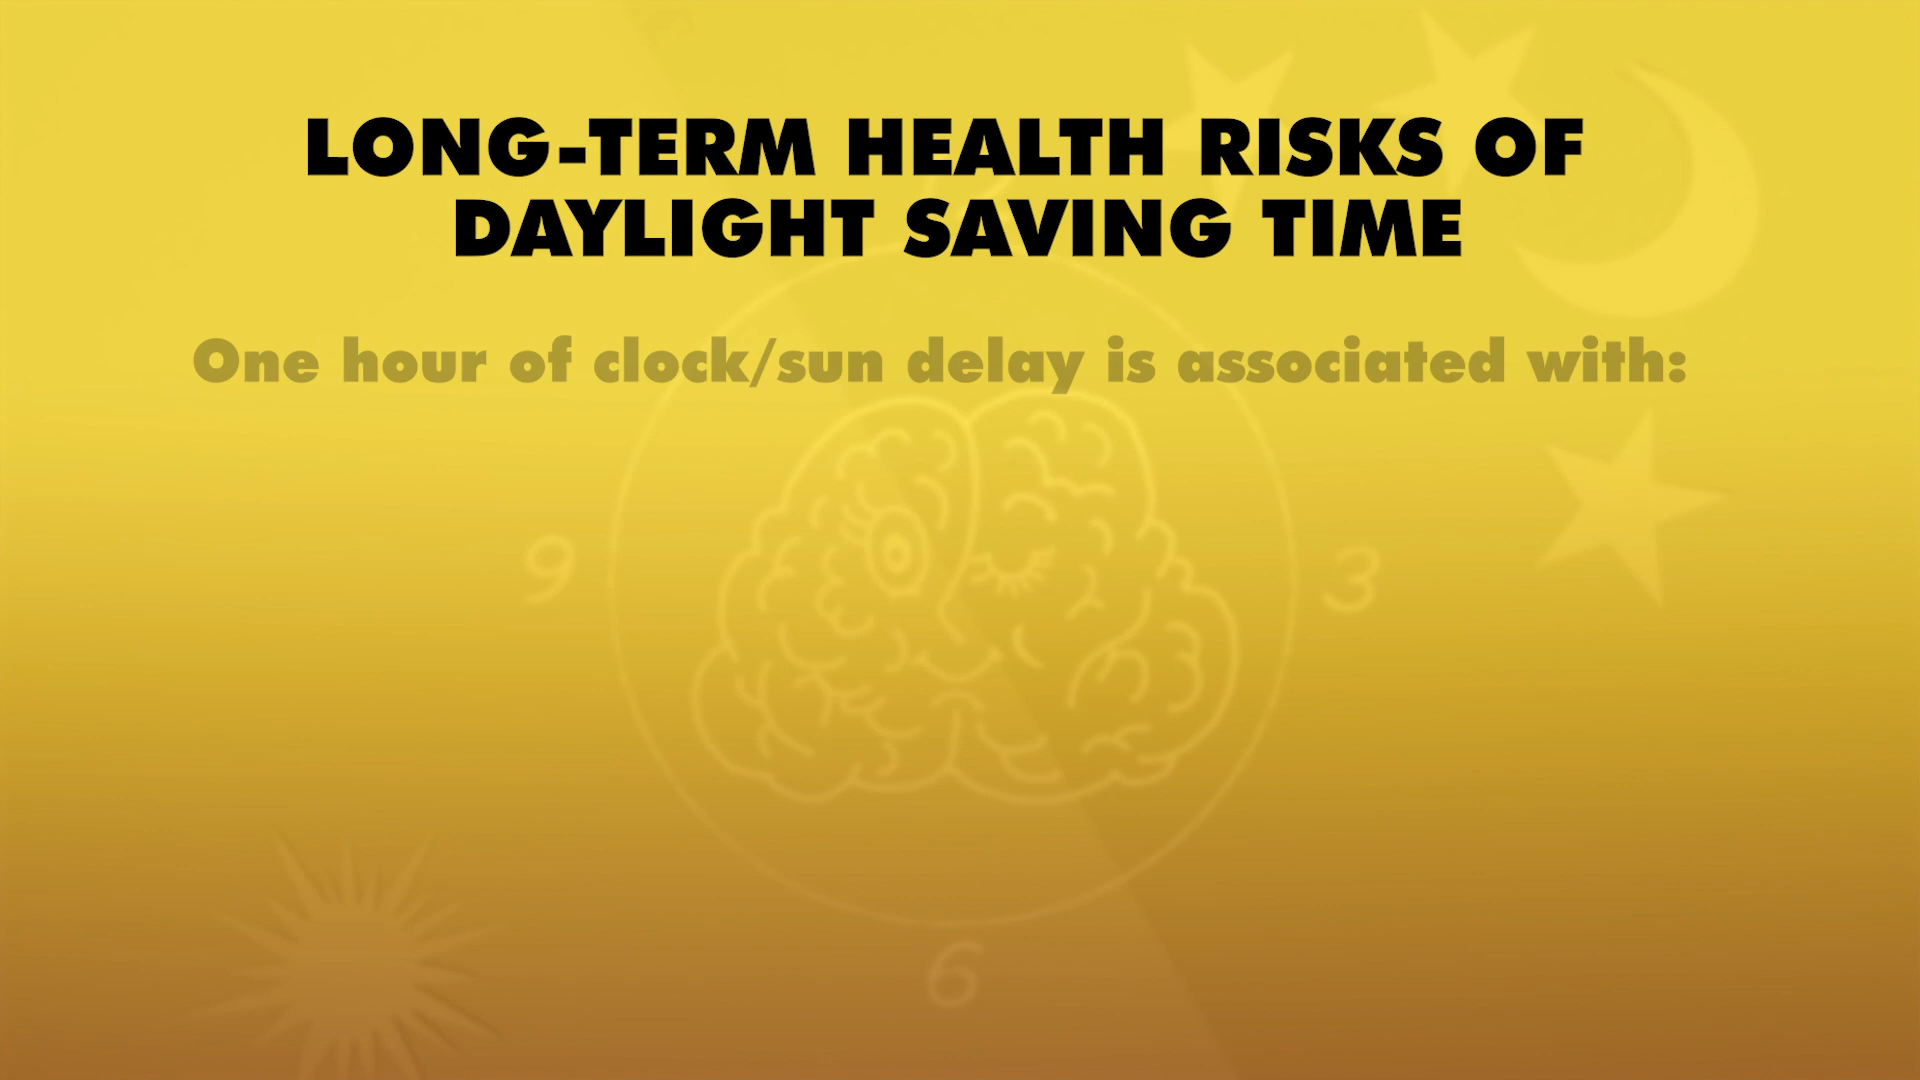 LONG-TERM HEALTH RISKS OF
DAYLIGHT SAVING TIME
One hour of clock/sun delay is associated with:
9
3
6